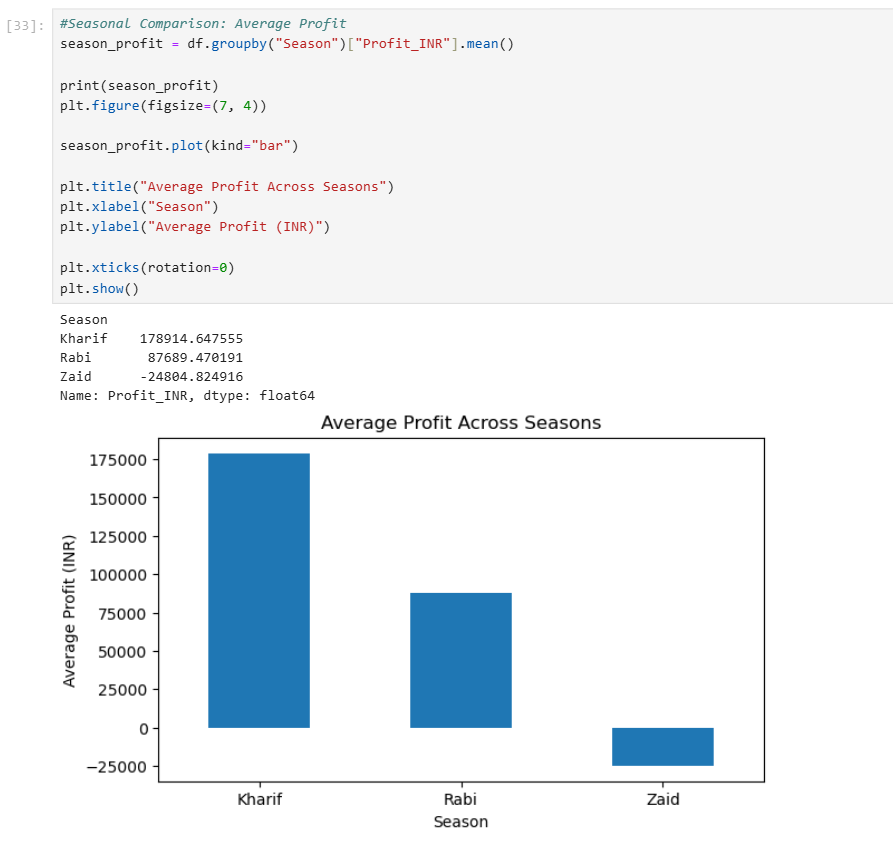 [33]: #Seasonal Comparison: Average Profit
season_profit = df.groupby("Season")["Profit_INR"].mean()
print(season_profit)
plt.figure(figsize=(7, 4))
season_profit.plot(kind="bar")
plt.title("Average Profit Across Seasons")
plt.xlabel("Season")
plt.ylabel("Average Profit (INR)")
plt.xticks(rotation=0)
plt.show()
Season
Kharif    178914.647555
Rabi       87689.470191
Zaid      -24804.824916
Name: Profit_INR, dtype: float64
Average Profit Across Seasons
175000
150000
125000
100000
75000
50000
25000
0
−25000
Average Profit (INR)
Kharif Rabi Zaid
Season